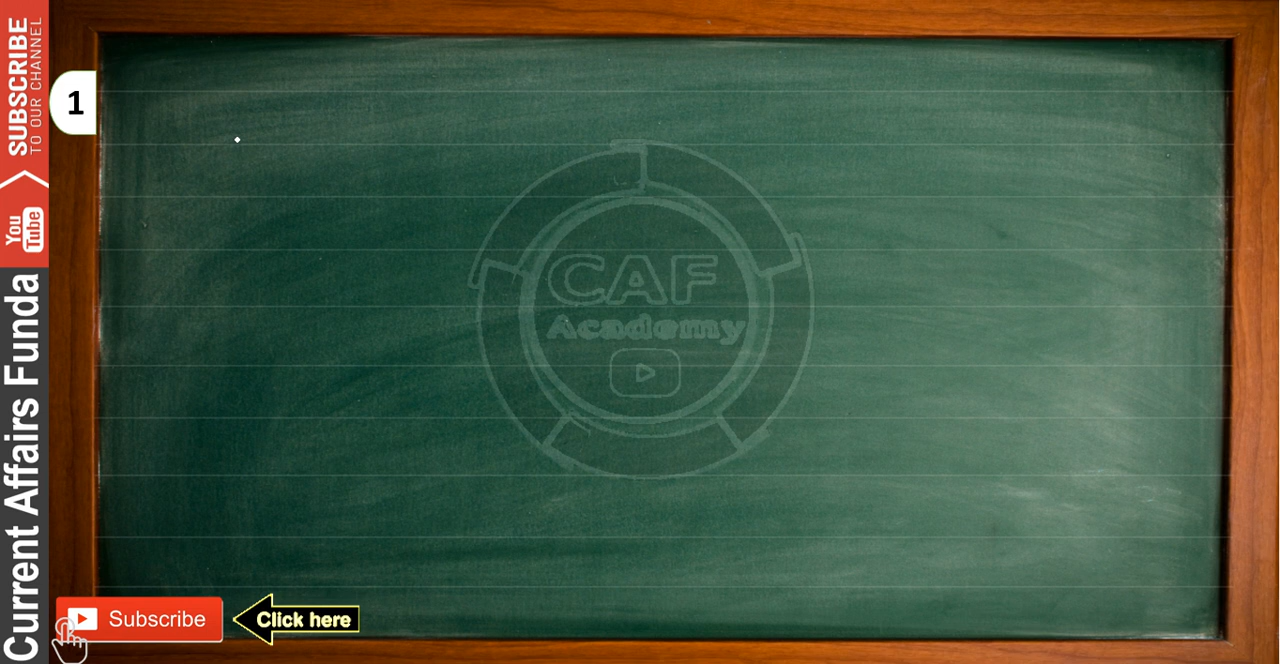 SUBSCRIBE
TO OUR CHANNEL
You
Tube
Current Affairs Funda
1
CAF
Academy
Subscribe
Click here